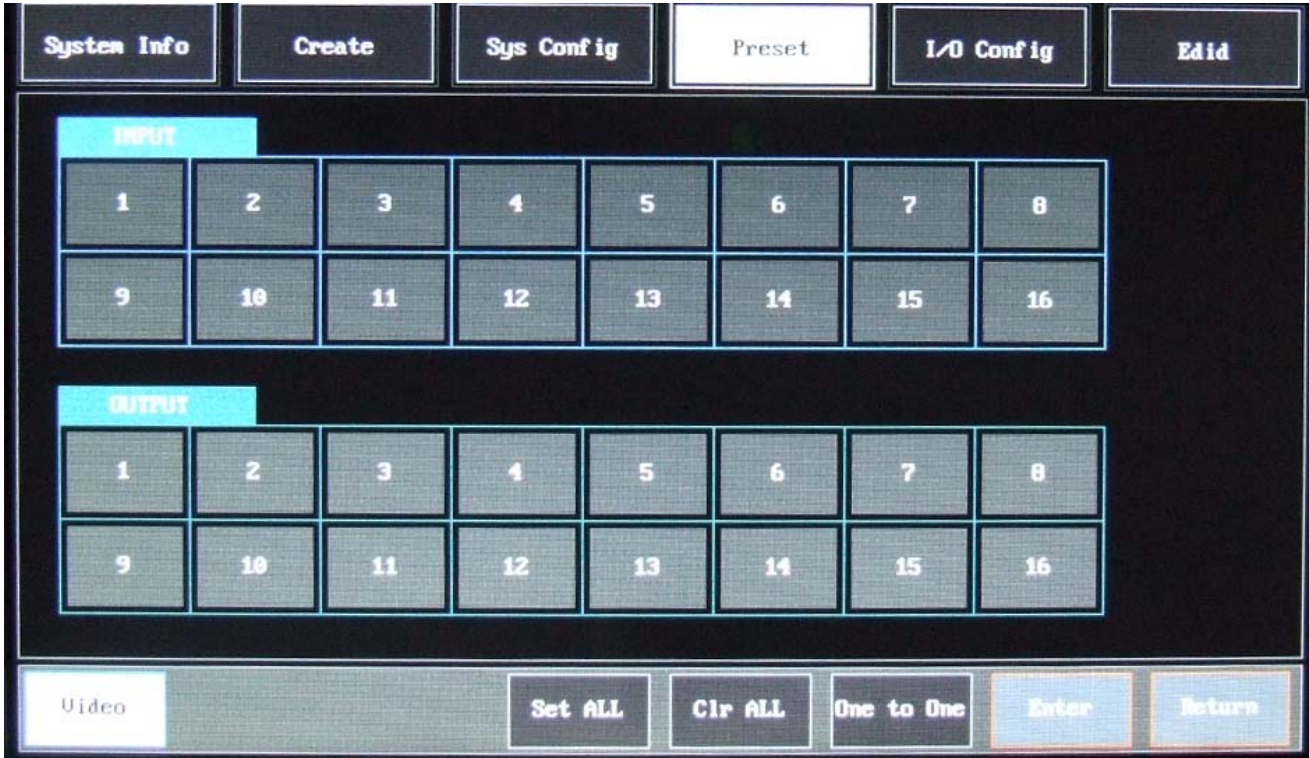 System Info Create Sys Config Preset I/O Config Edid
INPUT
1 2 3 4 5 6 7 8
9 10 11 12 13 14 15 16
OUTPUT
1 2 3 4 5 6 7 8
9 10 11 12 13 14 15 16
Video Set ALL Clr ALL One to One Enter Return